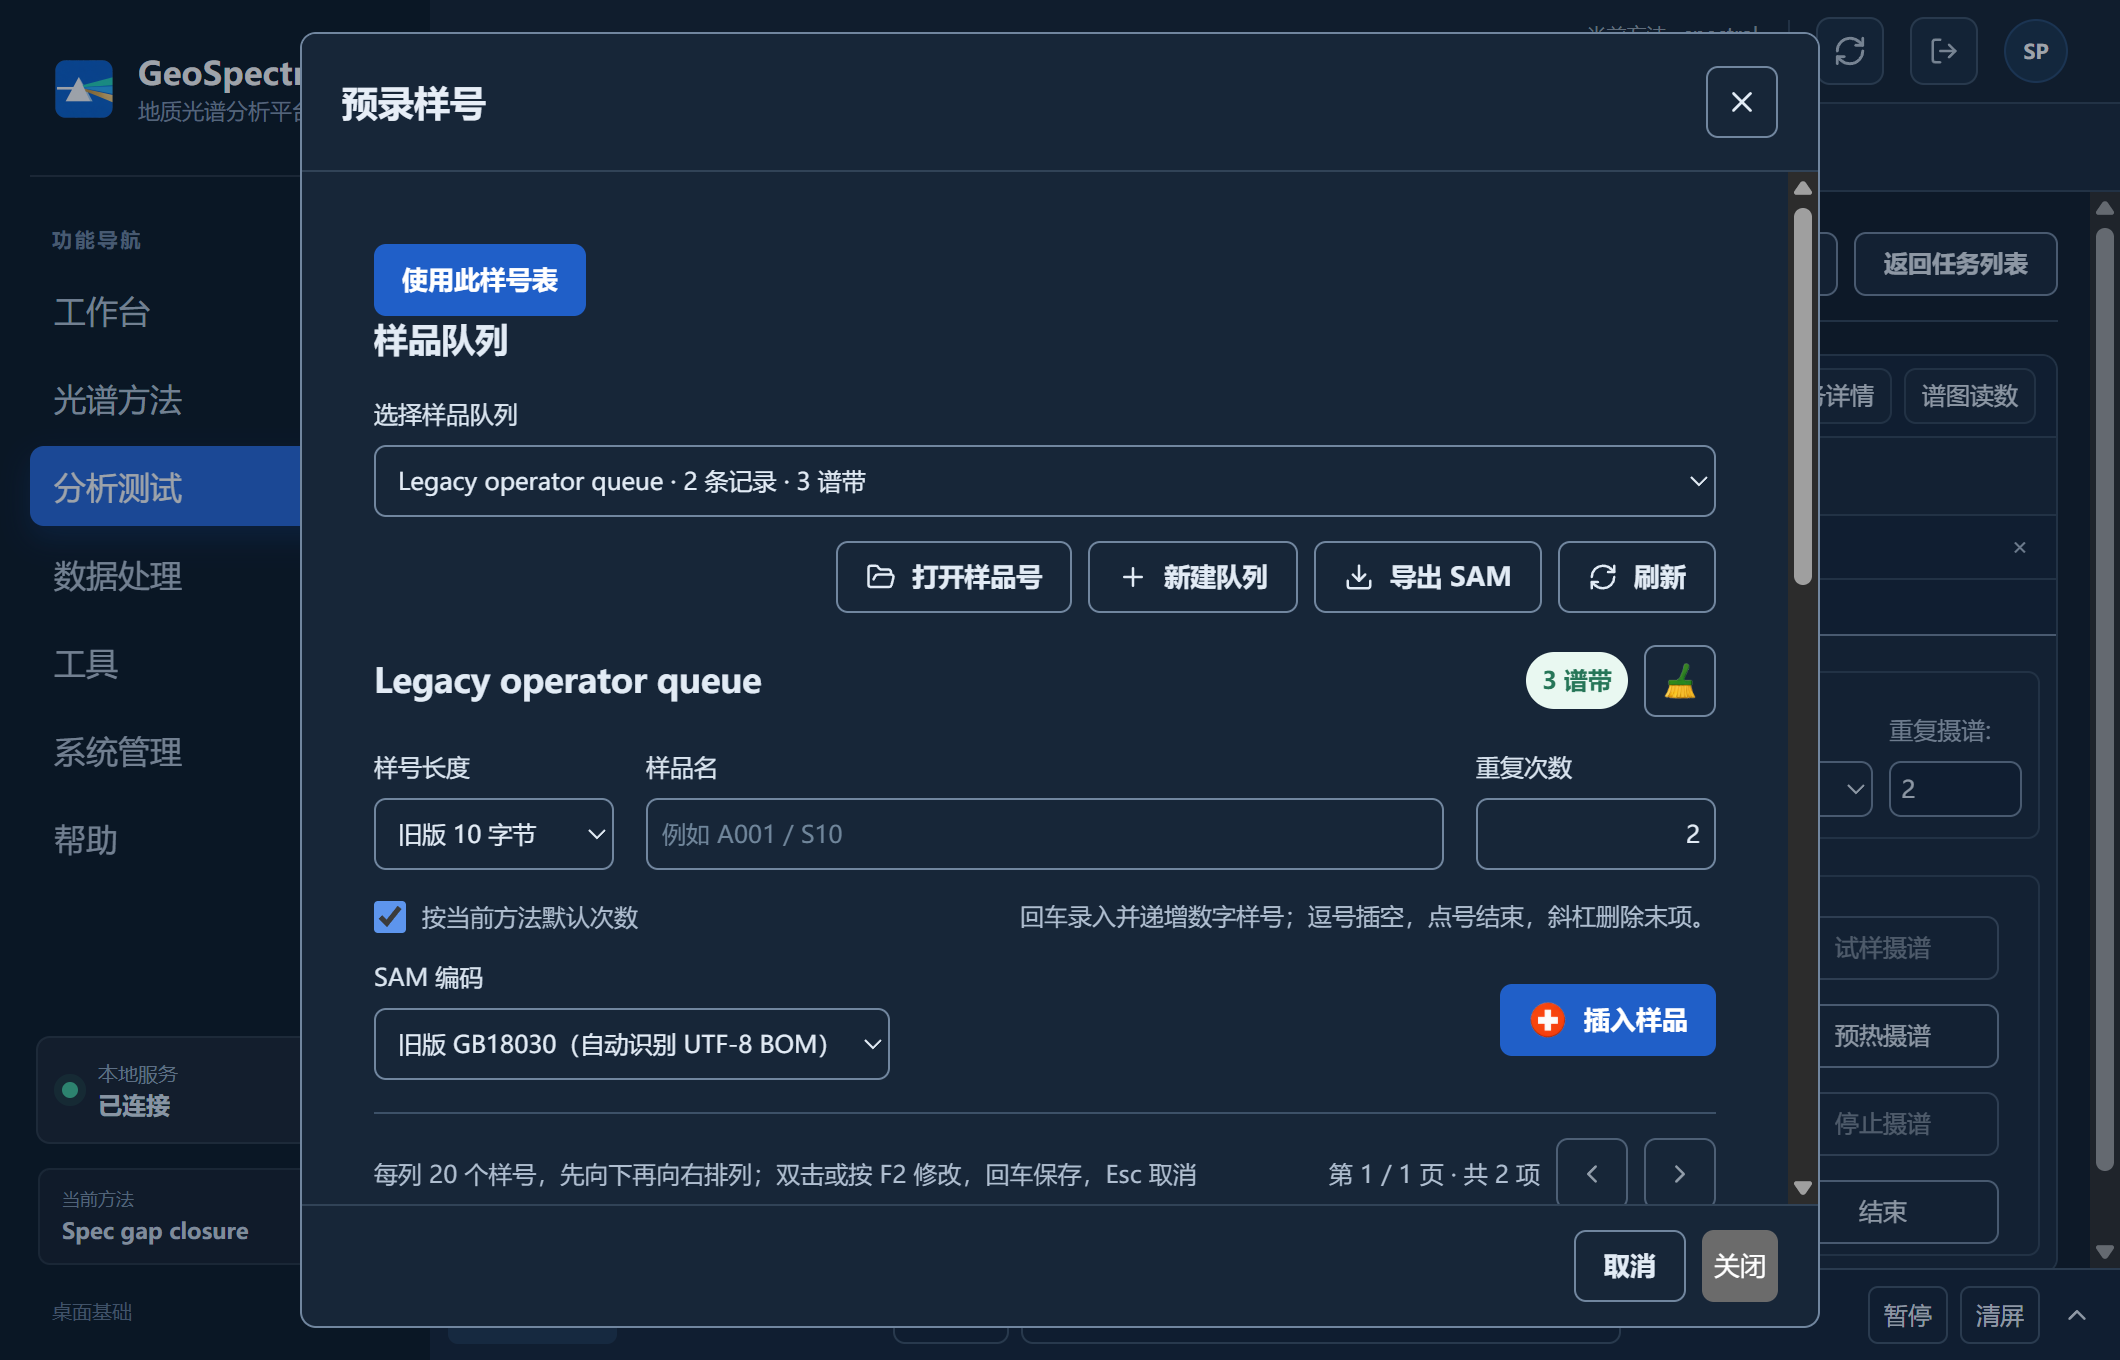 GeoSpectr
地质光谱分析平台
SP
功能导航
工作台
光谱方法
分析测试
数据处理
工具
系统管理
帮助
本地服务
已连接
当前方法
Spec gap closure
桌面基础
预录样号
使用此样号表
样品队列
选择样品队列
Legacy operator queue · 2 条记录 · 3 谱带
打开样品号
新建队列
导出 SAM
刷新
Legacy operator queue
3 谱带
样号长度
样品名
重复次数
旧版 10 字节
例如 A001 / S10
2
按当前方法默认次数
回车录入并递增数字样号；逗号插空，点号结束，斜杠删除末项。
SAM 编码
旧版 GB18030（自动识别 UTF-8 BOM）
插入样品
每列 20 个样号，先向下再向右排列；双击或按 F2 修改，回车保存，Esc 取消
第 1 / 1 页 · 共 2 项
取消
关闭
返回任务列表
详情
谱图读数
重复摄谱:
2
试样摄谱
预热摄谱
停止摄谱
结束
暂停
清屏